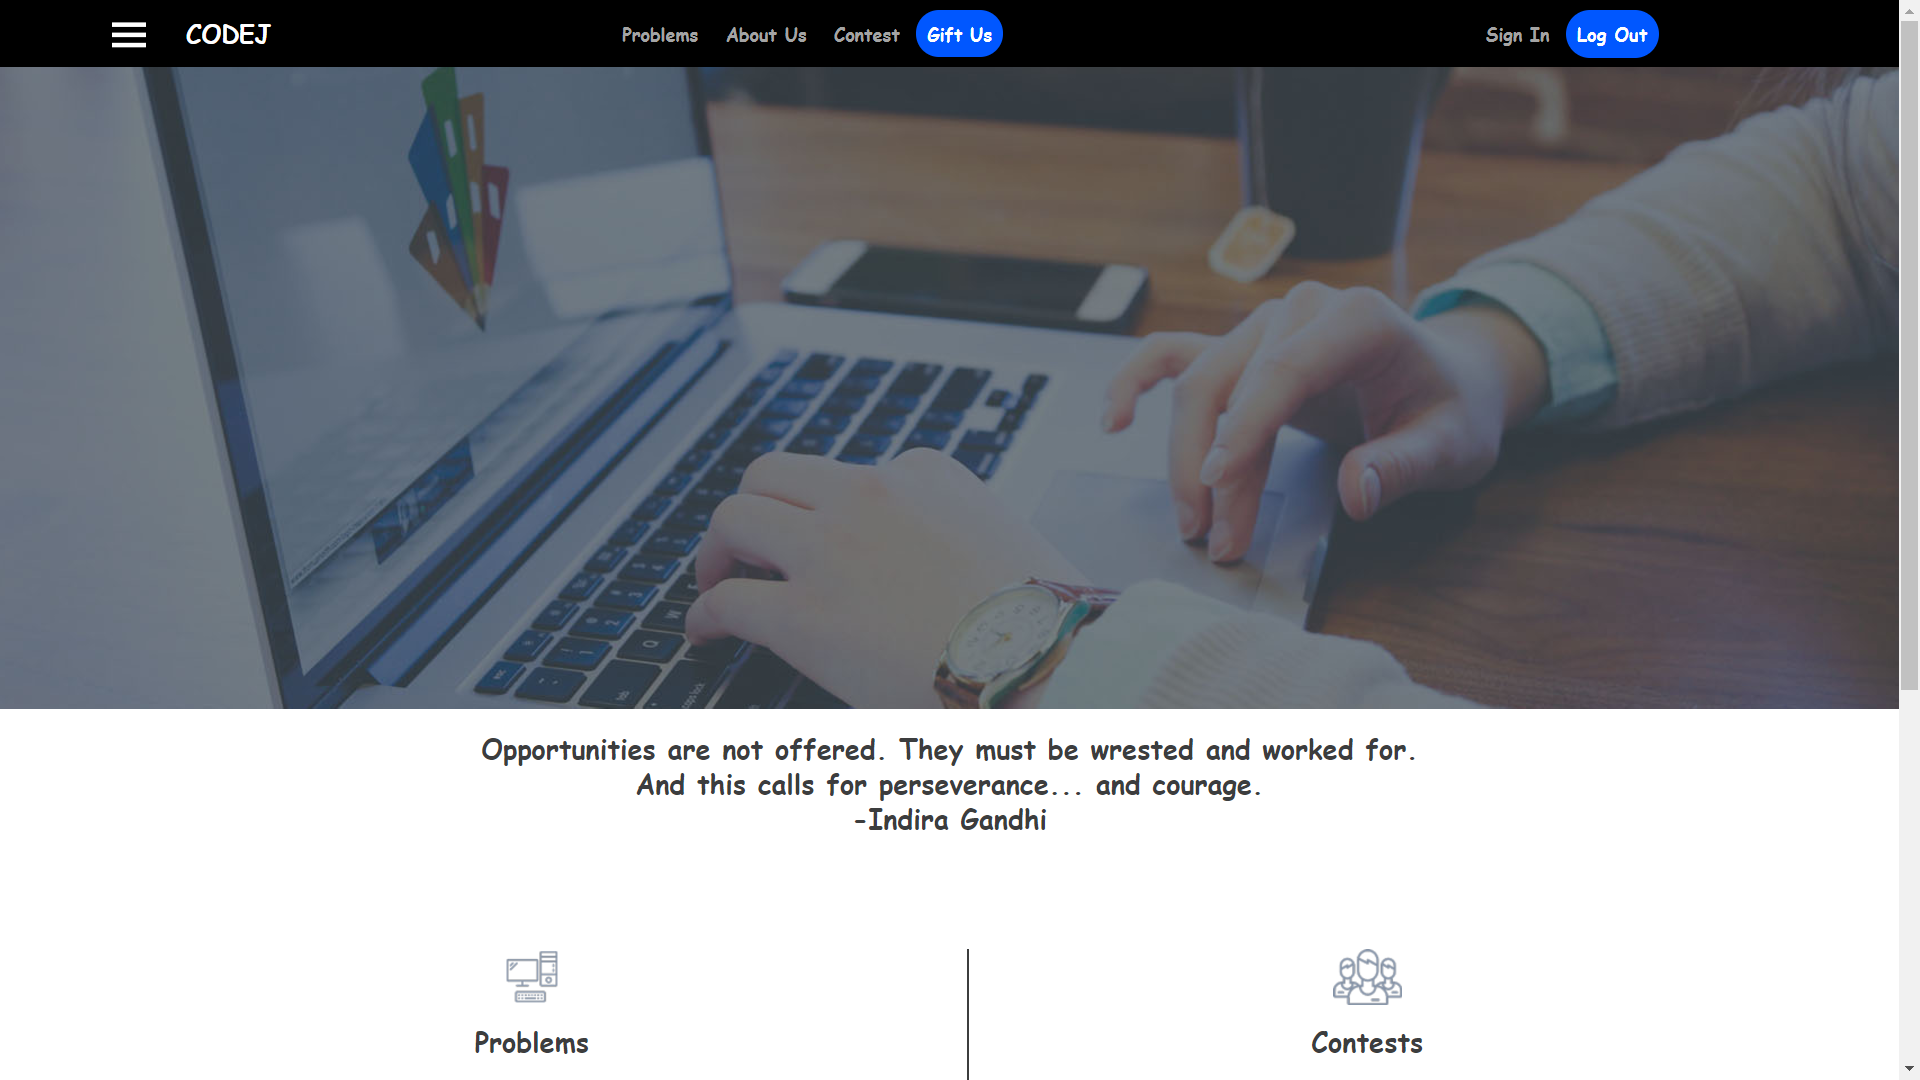 CODEJ
Problems
About Us
Contest
Gift Us
Sign In
Log Out
Opportunities are not offered. They must be wrested and worked for.
And this calls for perseverance... and courage.
-Indira Gandhi
Problems
Contests